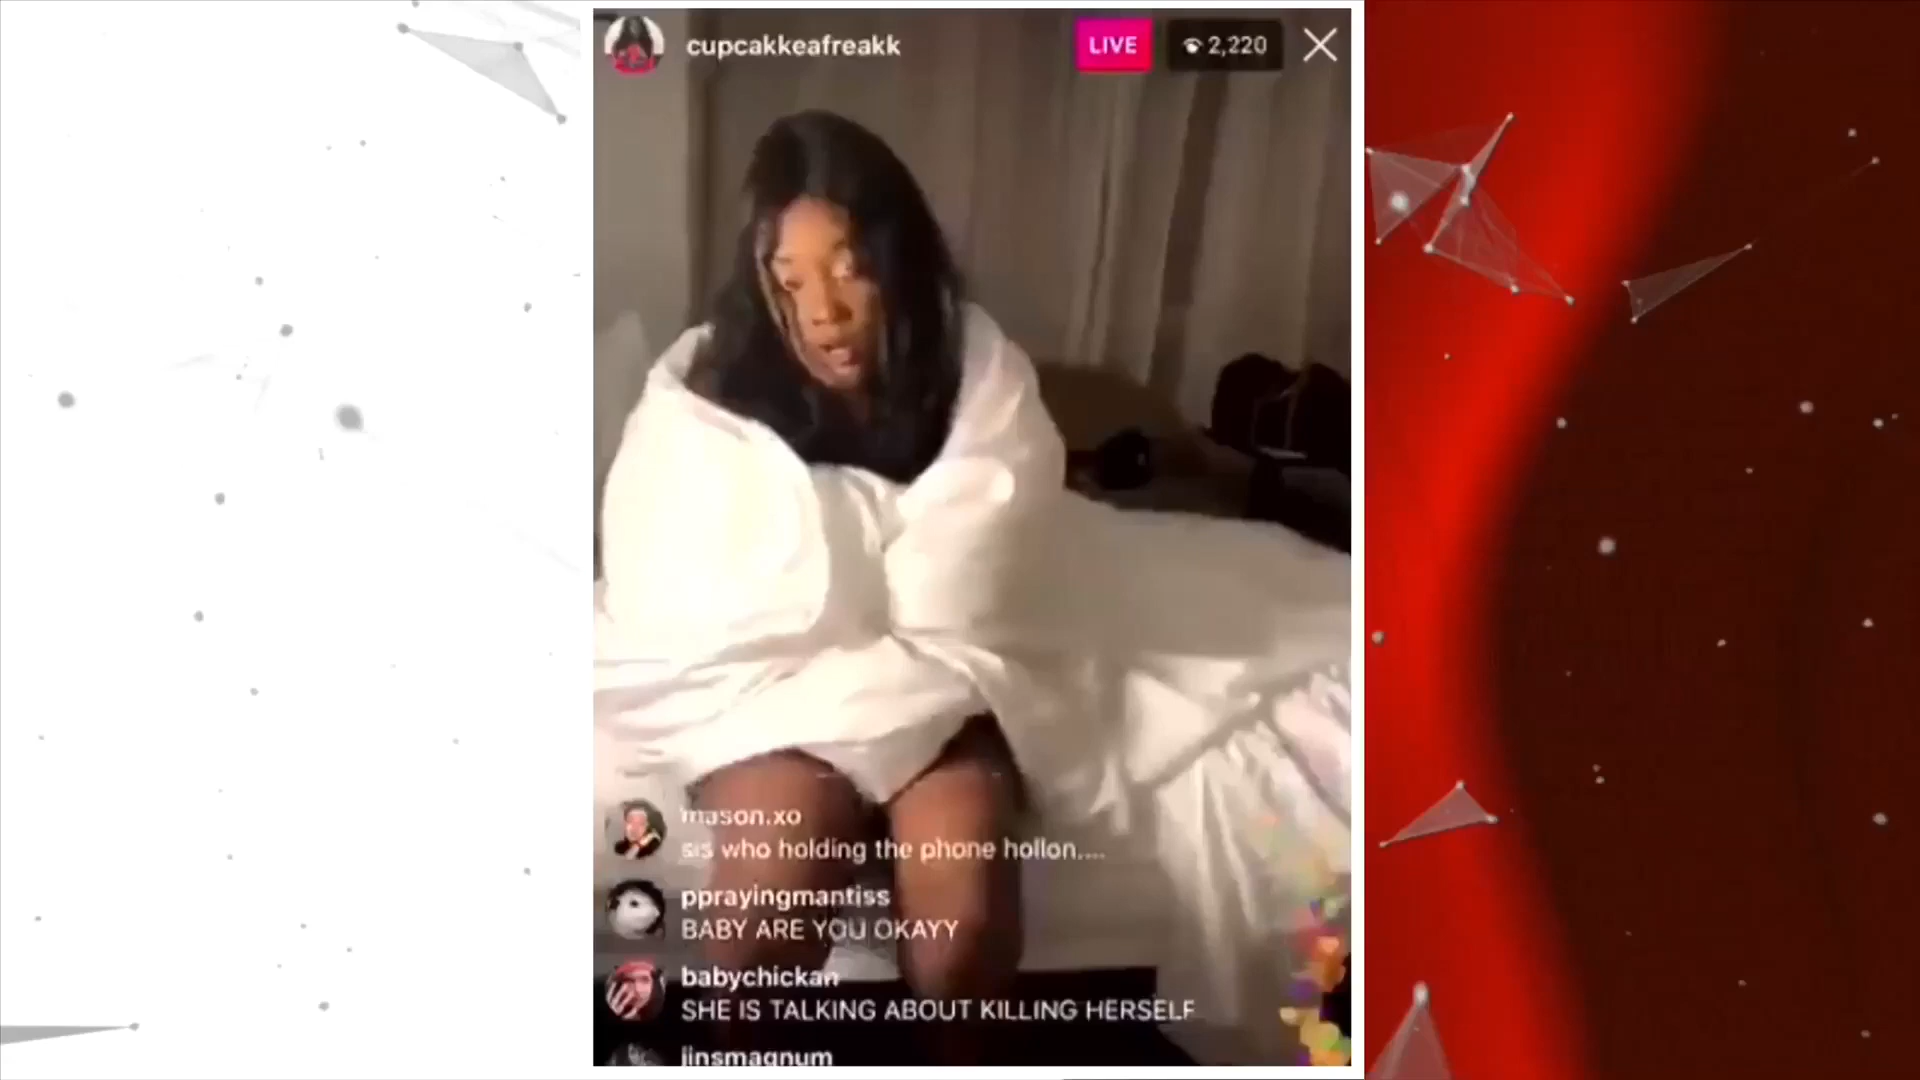 cupcakkeafreakk
LIVE
2,220
mason.xo
sis who holding the phone hollon....
pprayingmantiss
BABY ARE YOU OKAYY
babychickan
SHE IS TALKING ABOUT KILLING HERSELF
jinsmagnum